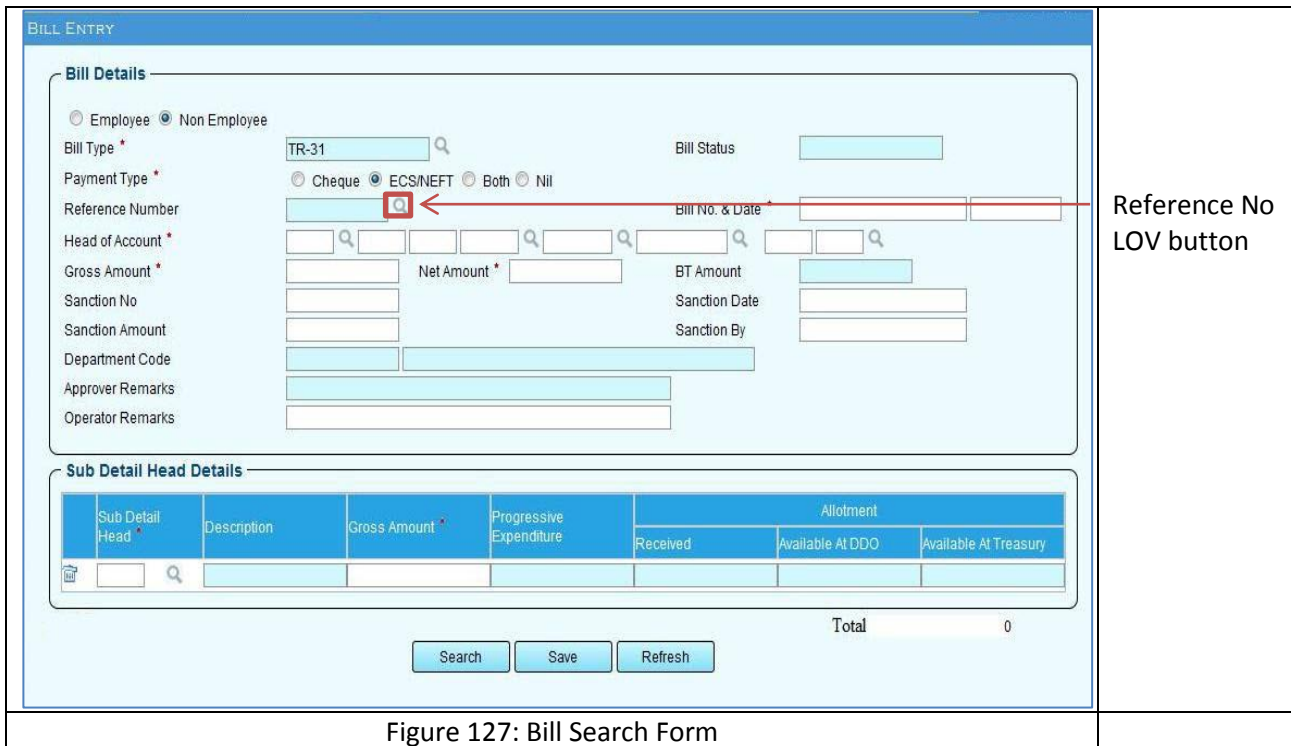 BILL ENTRY
Bill Details
Employee Non Employee
Bill Type * TR-31 Bill Status
Payment Type * Cheque ECS/NEFT Both Nil
Reference Number Bill No. & Date *
Head of Account *
Gross Amount * Net Amount * BT Amount
Sanction No Sanction Date
Sanction Amount Sanction By
Department Code
Approver Remarks
Operator Remarks
Reference No
LOV button
Sub Detail Head Details
Sub Detail Head * Description Gross Amount * Progressive Expenditure Allotment
Received Available At DDO Available At Treasury
Total 0
Search Save Refresh
Figure 127: Bill Search Form